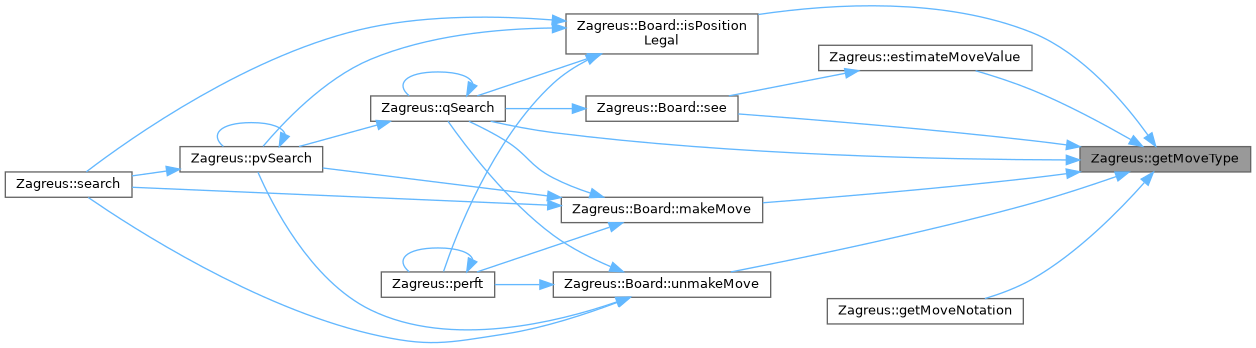 Zagreus::Board::isPosition
Legal
Zagreus::estimateMoveValue
Zagreus::qSearch
Zagreus::Board::see
Zagreus::pvSearch
Zagreus::getMoveType
Zagreus::search
Zagreus::Board::makeMove
Zagreus::perft
Zagreus::Board::unmakeMove
Zagreus::getMoveNotation